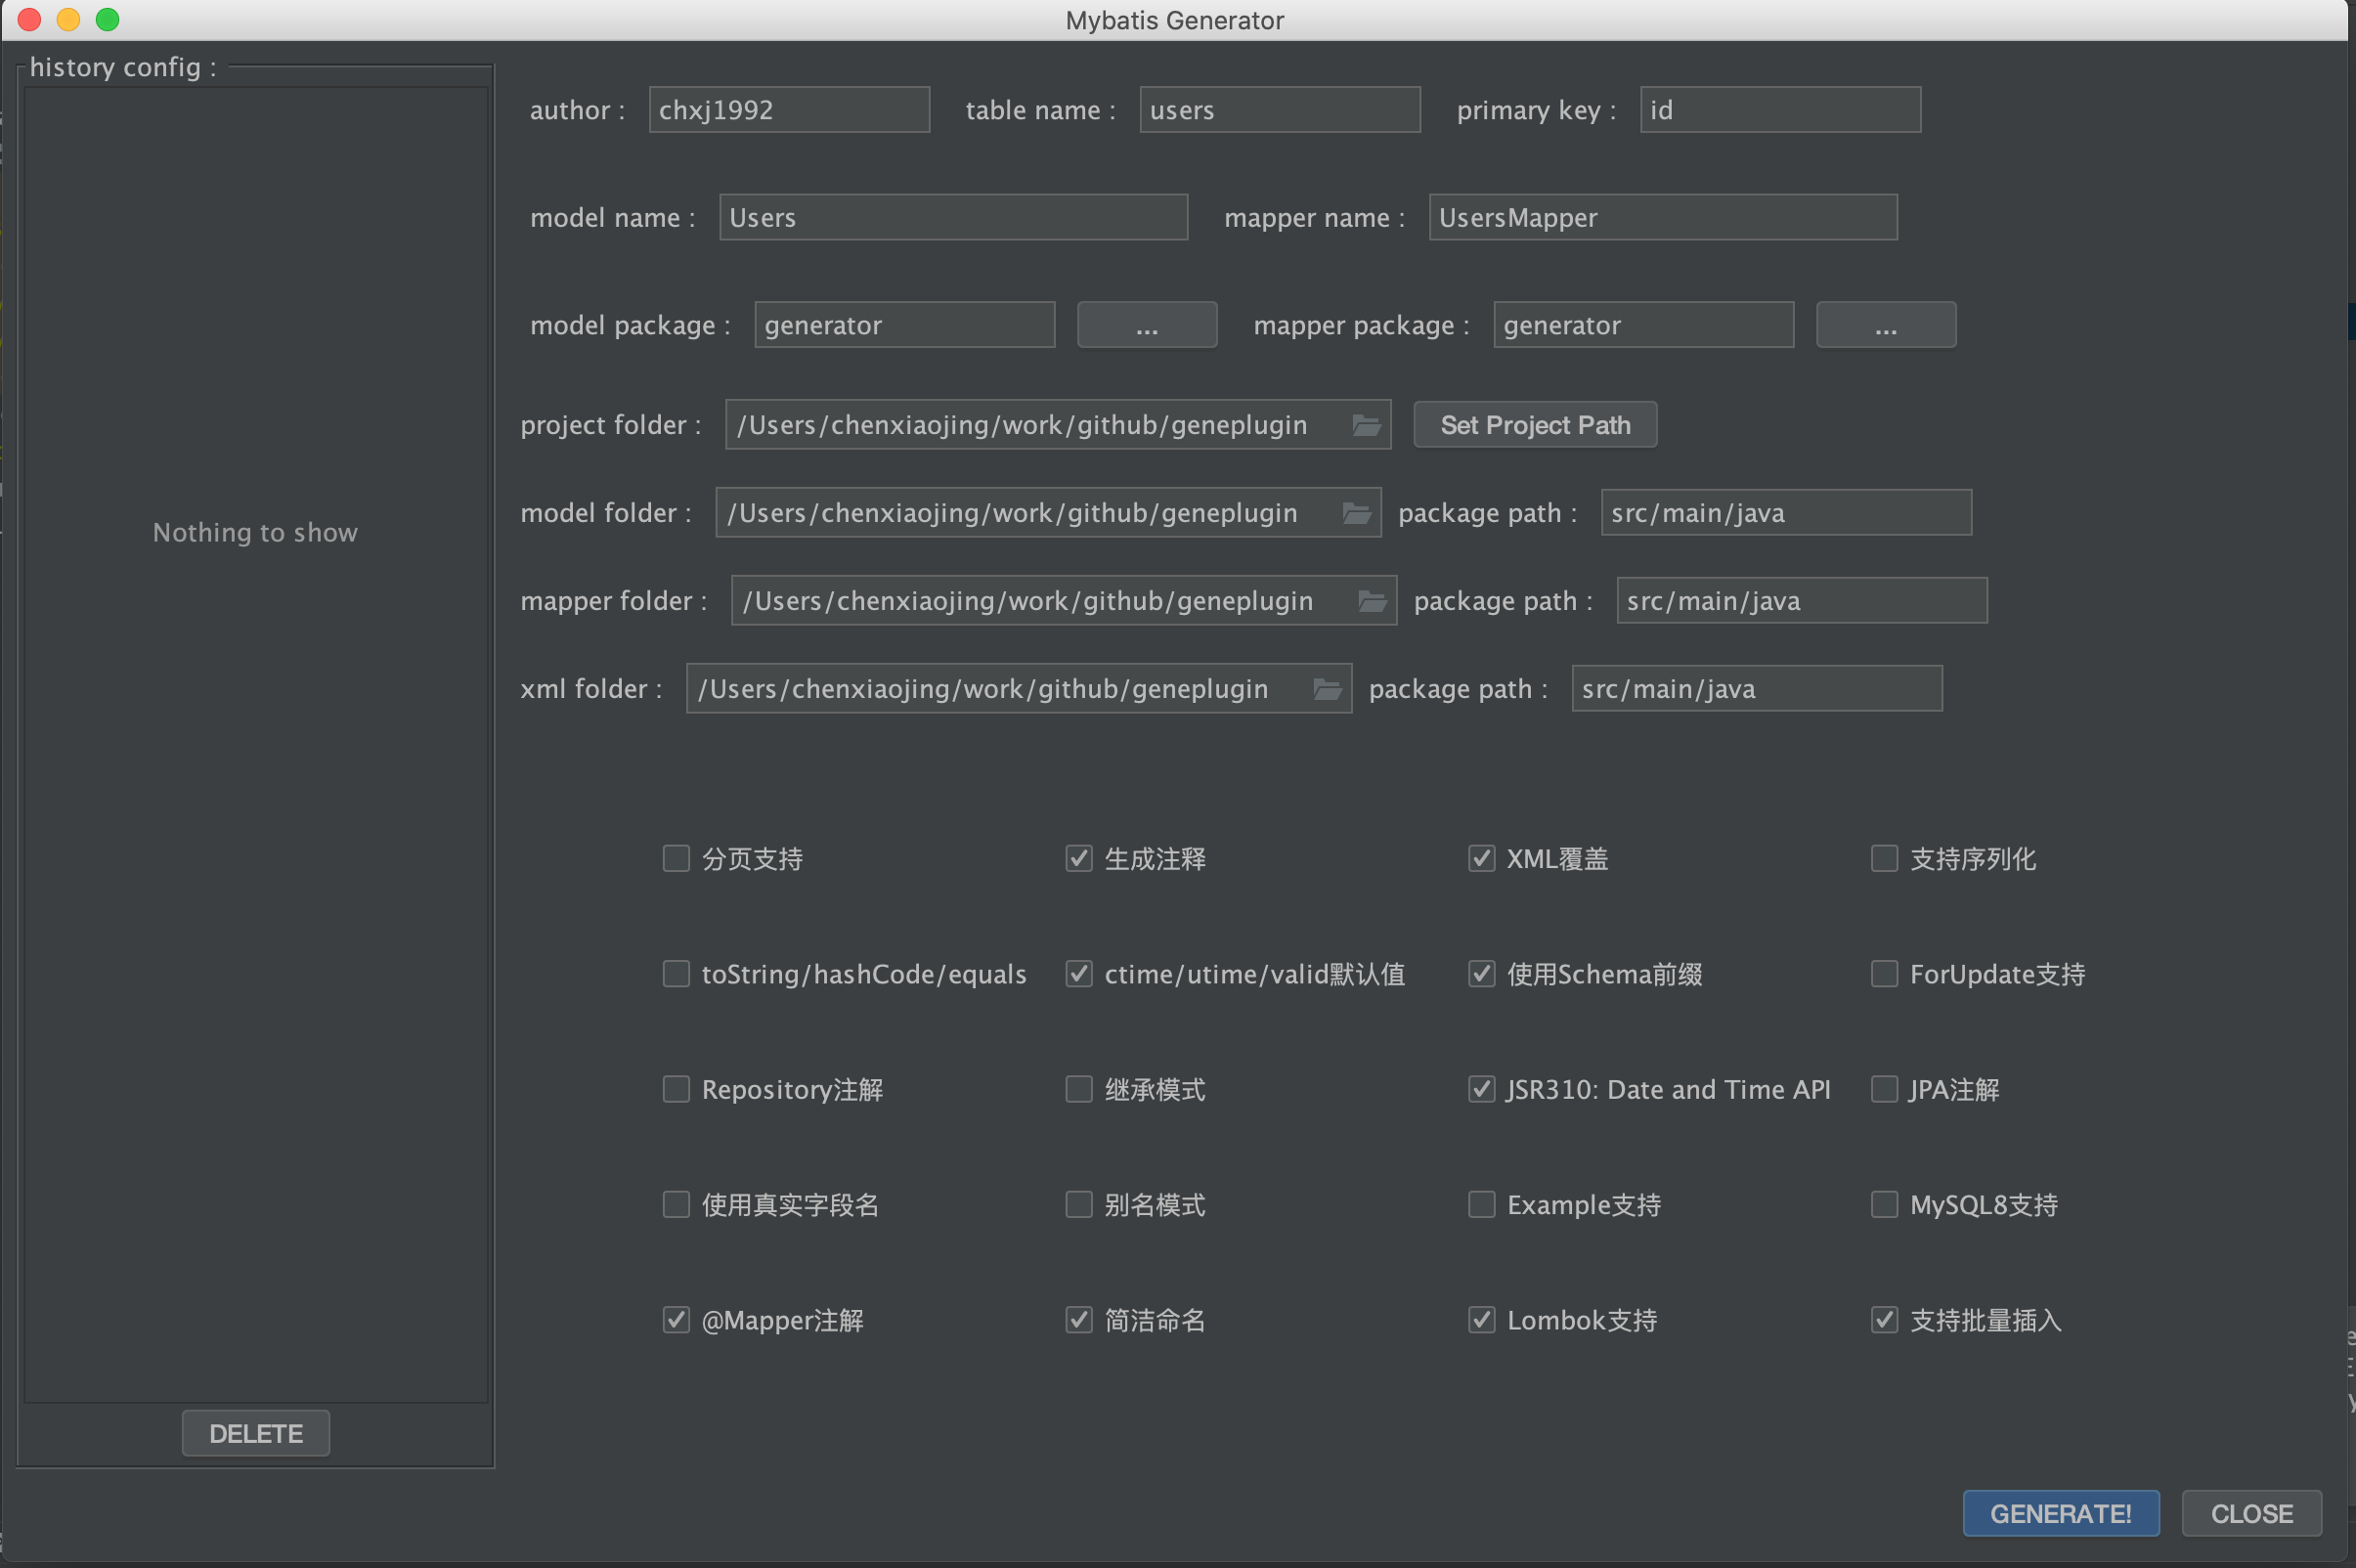 Mybatis Generator
history config :
Nothing to show
DELETE
author : chxj1992 table name : users primary key : id
model name : Users mapper name : UsersMapper
model package : generator ... mapper package : generator ...
project folder : /Users/chenxiaojing/work/github/geneplugin Set Project Path
model folder : /Users/chenxiaojing/work/github/geneplugin package path : src/main/java
mapper folder : /Users/chenxiaojing/work/github/geneplugin package path : src/main/java
xml folder : /Users/chenxiaojing/work/github/geneplugin package path : src/main/java
分页支持 生成注释 XML覆盖 支持序列化
toString/hashCode/equals ctime/utime/valid默认值 使用Schema前缀 ForUpdate支持
Repository注解 继承模式 JSR310: Date and Time API JPA注解
使用真实字段名 别名模式 Example支持 MySQL8支持
@Mapper注解 简洁命名 Lombok支持 支持批量插入
GENERATE! CLOSE